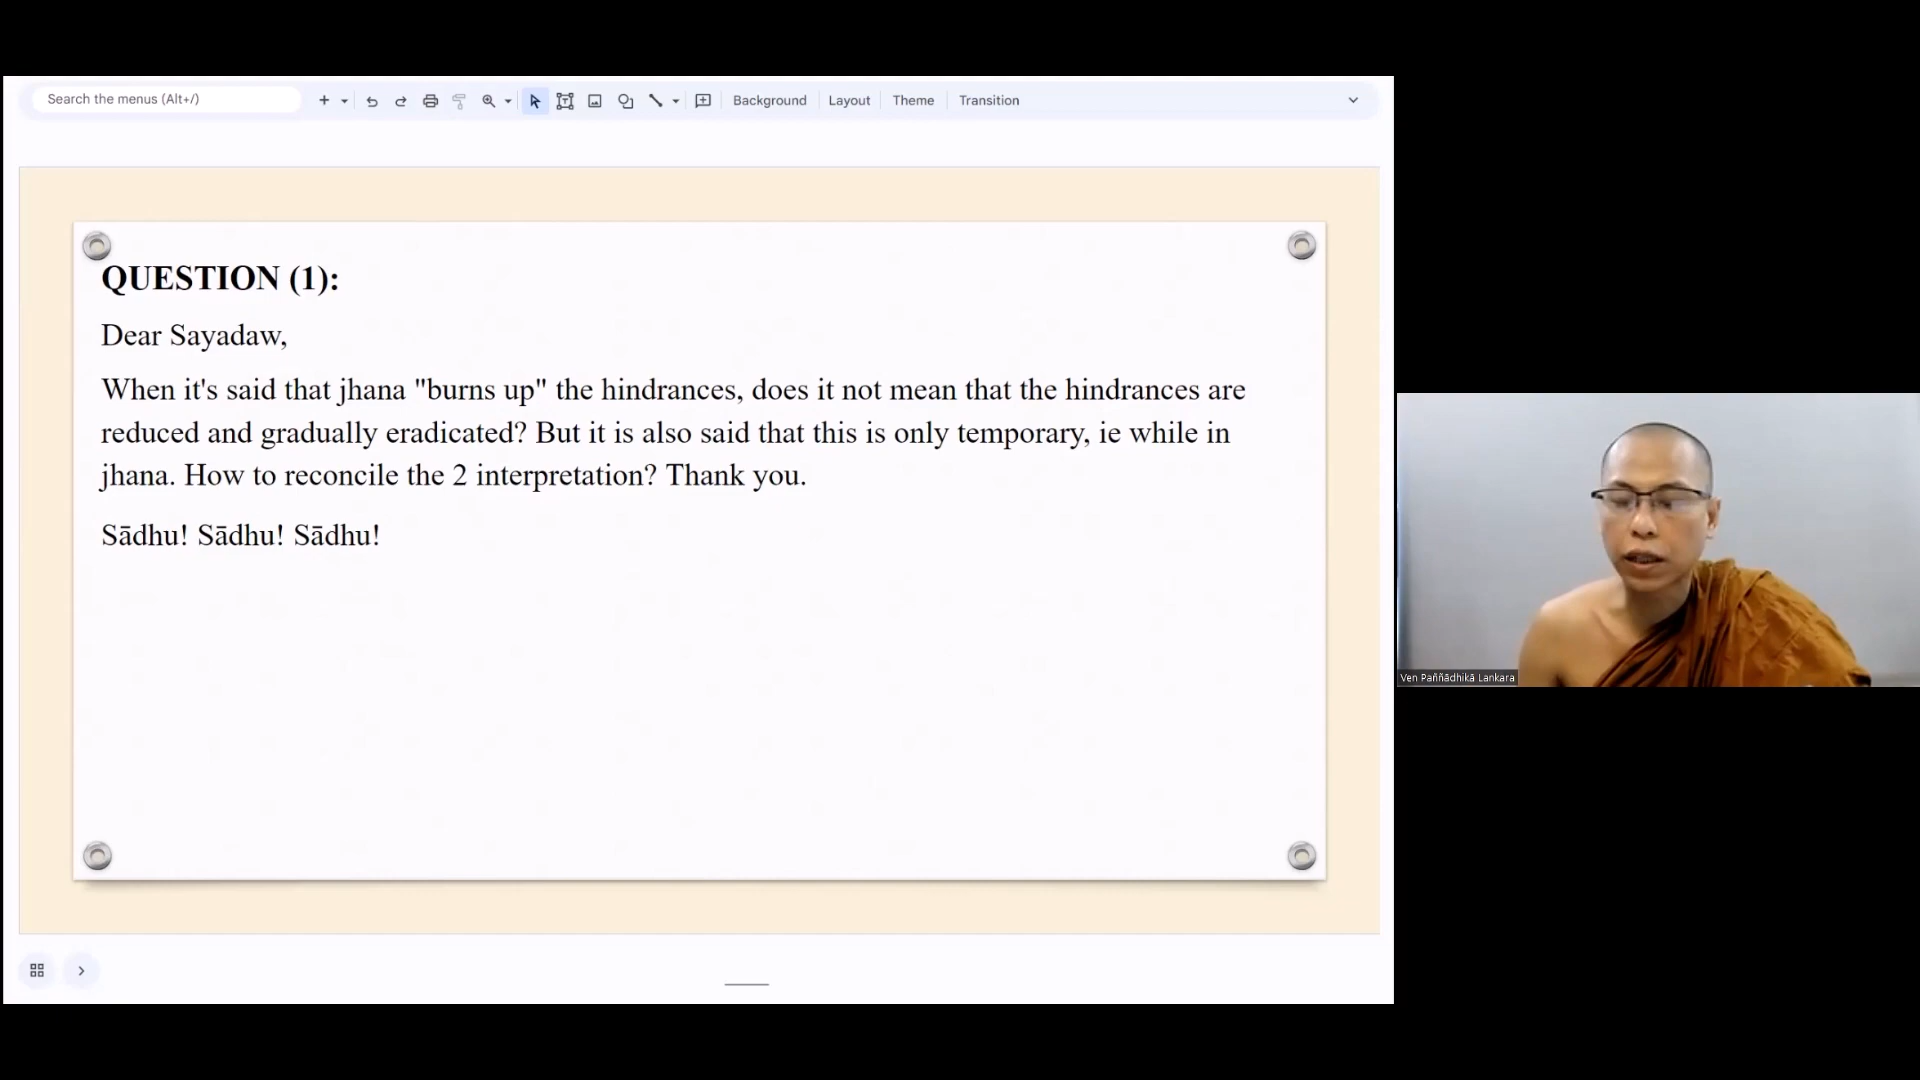 Search the menus (Alt+/)
Background
Layout
Theme
Transition
QUESTION (1):
Dear Sayadaw,
When it's said that jhana "burns up" the hindrances, does it not mean that the hindrances are
reduced and gradually eradicated? But it is also said that this is only temporary, ie while in
jhana. How to reconcile the 2 interpretation? Thank you.
Sādhu! Sādhu! Sādhu!
Ven Paññādhikā Lankara